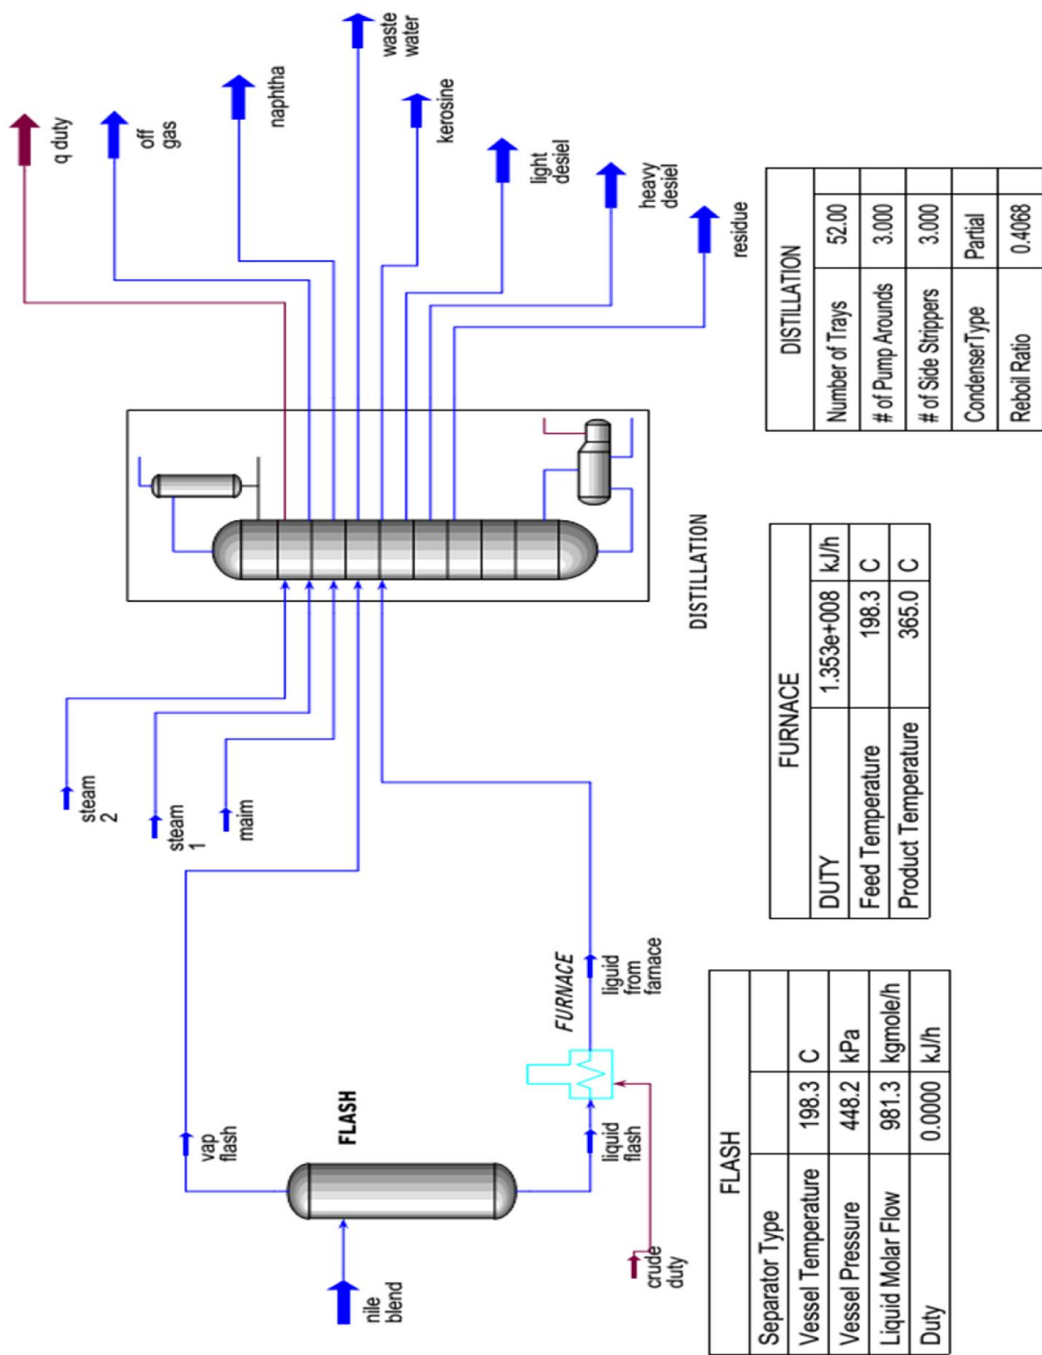 q duty
off
gas
naphtha
waste
water
kerosine
light
desiel
heavy
desiel
residue
steam
2
steam
1
maim
vap
flash
FLASH
nile
blend
liquid
flash
crude
duty
FURNACE
liguid
from
farnace
DISTILLATION
FLASH
Separator Type
Vessel Temperature 198.3 C
Vessel Pressure 448.2 kPa
Liquid Molar Flow 981.3 kgmole/h
Duty 0.0000 kJ/h
FURNACE
DUTY 1.353e+008 kJ/h
Feed Temperature 198.3 C
Product Temperature 365.0 C
DISTILLATION
Number of Trays 52.00
# of Pump Arounds 3.000
# of Side Strippers 3.000
CondenserType Partial
Reboil Ratio 0.4068